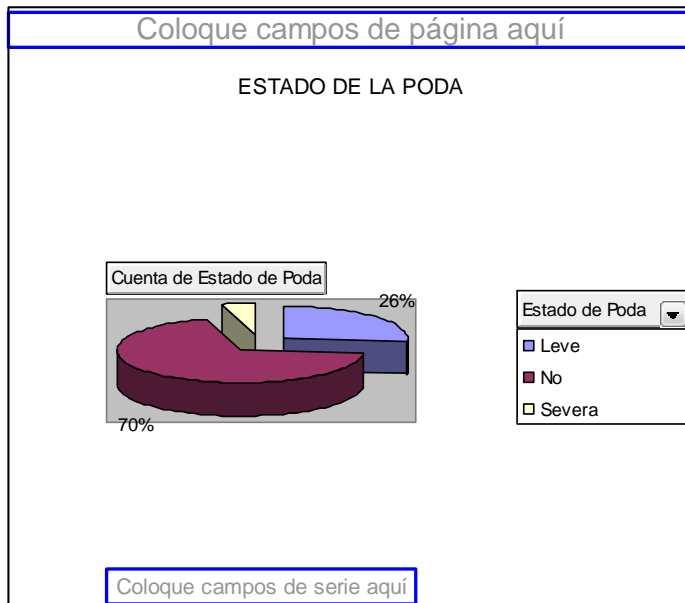 Coloque campos de página aquí
ESTADO DE LA PODA
Cuenta de Estado de Poda
26%
70%
Estado de Poda
Leve
No
Severa
Coloque campos de serie aquí